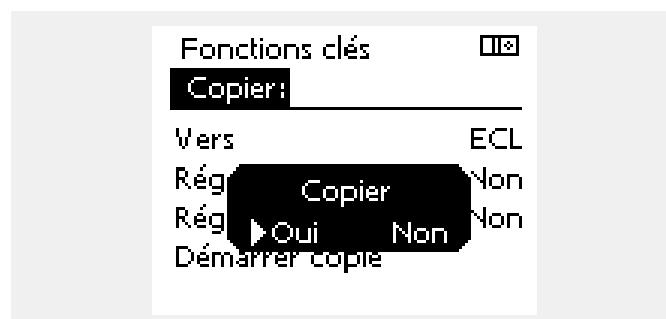 Fonctions clés
Copier:
Vers ECL
Rég Non
Copier
Rég Non
Oui Non
Démarrer copie